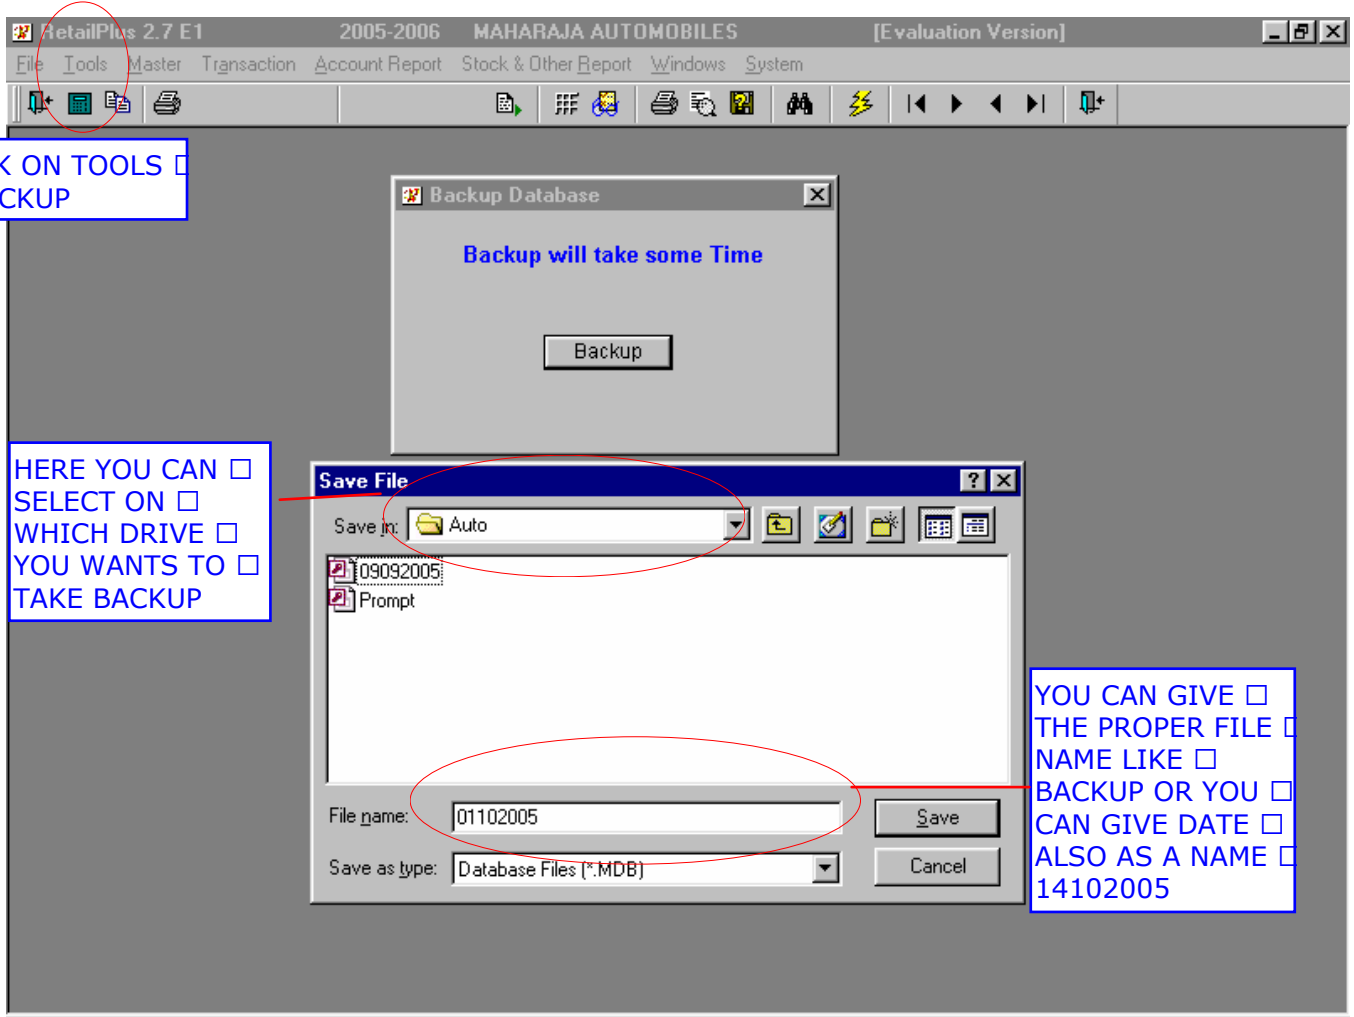 RetailPlus 2.7 E1 2005-2006 MAHARAJA AUTOMOBILES [Evaluation Version]
File Tools Master Transaction Account Report Stock & Other Report Windows System
K ON TOOLS
CKUP
Backup Database
Backup will take some Time
Backup
HERE YOU CAN
SELECT ON
WHICH DRIVE
YOU WANTS TO
TAKE BACKUP
Save File
Save in: Auto
09092005
Prompt
File name: 01102005
Save
Save as type: Database Files (*.MDB)
Cancel
YOU CAN GIVE
THE PROPER FILE
NAME LIKE
BACKUP OR YOU
CAN GIVE DATE
ALSO AS A NAME
14102005